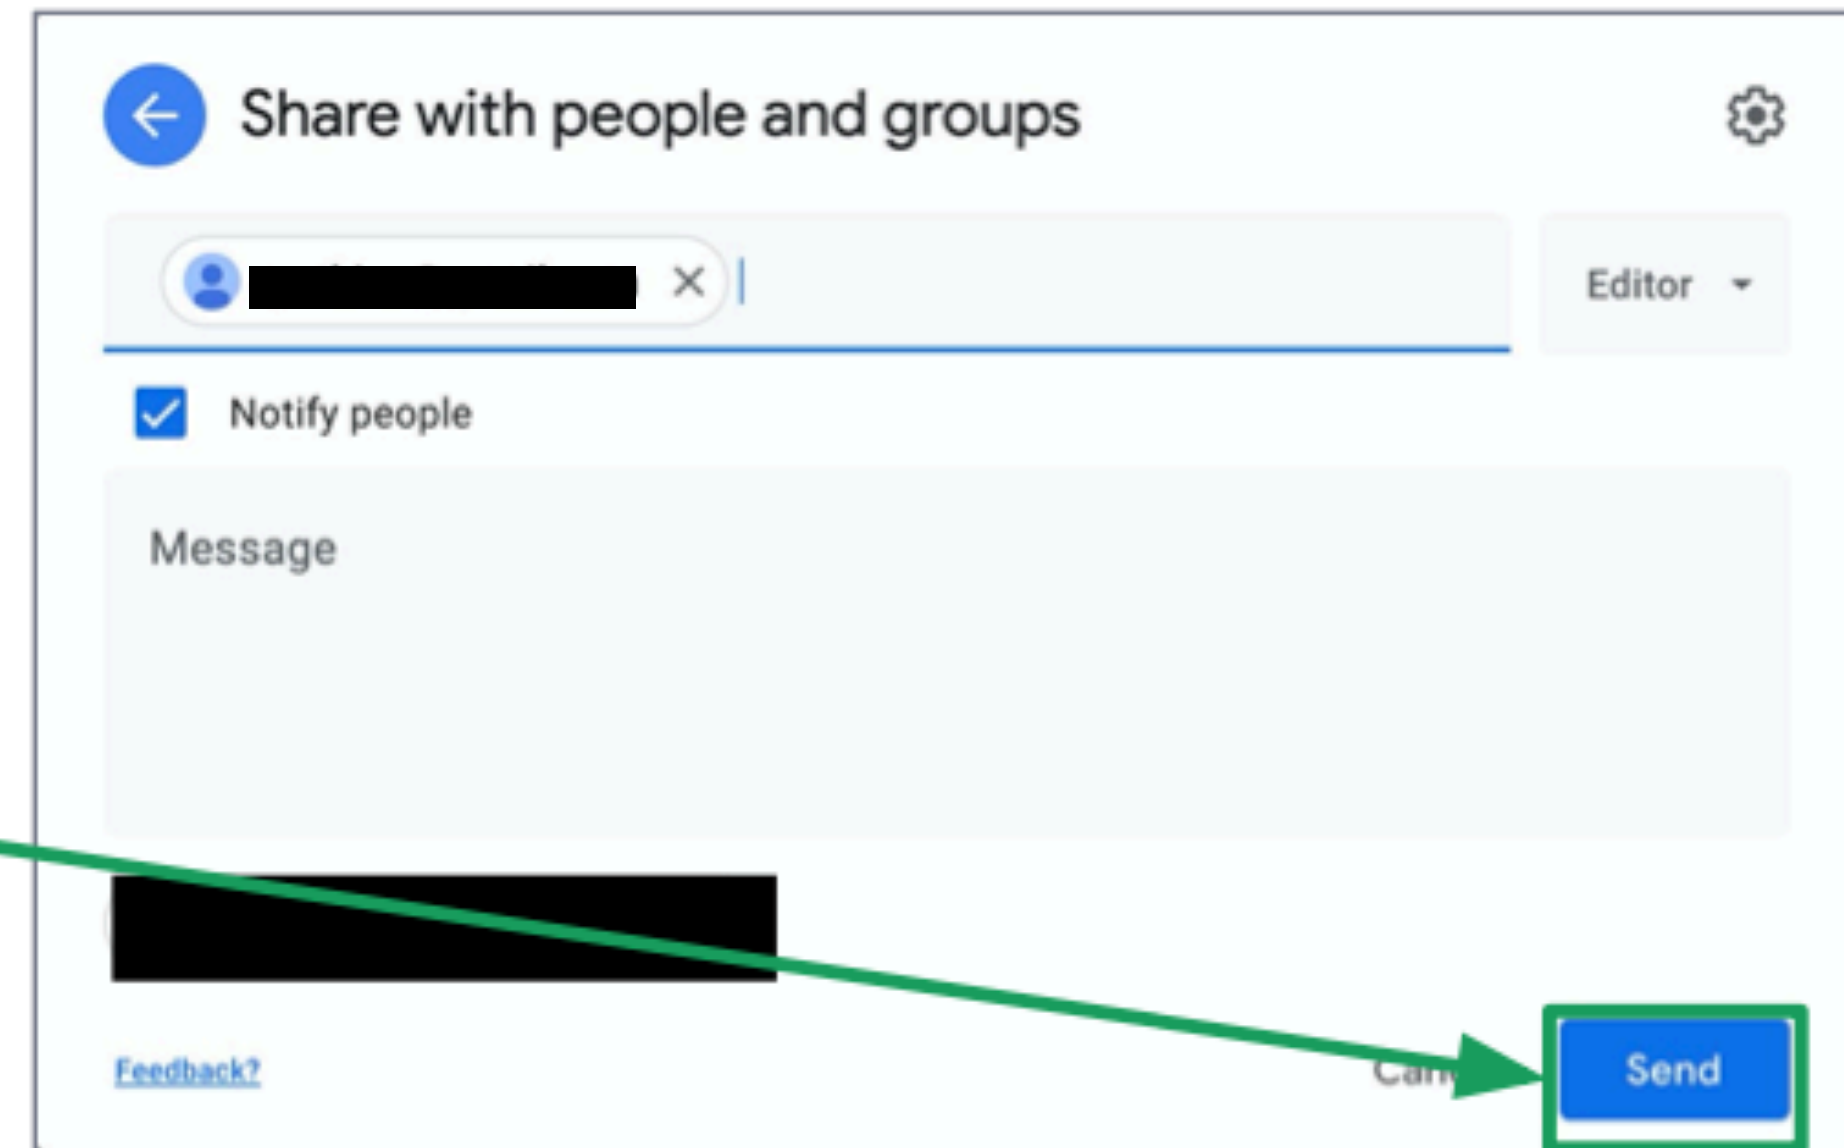 Share with people and groups
Editor
Notify people
Message
Feedback?
Send